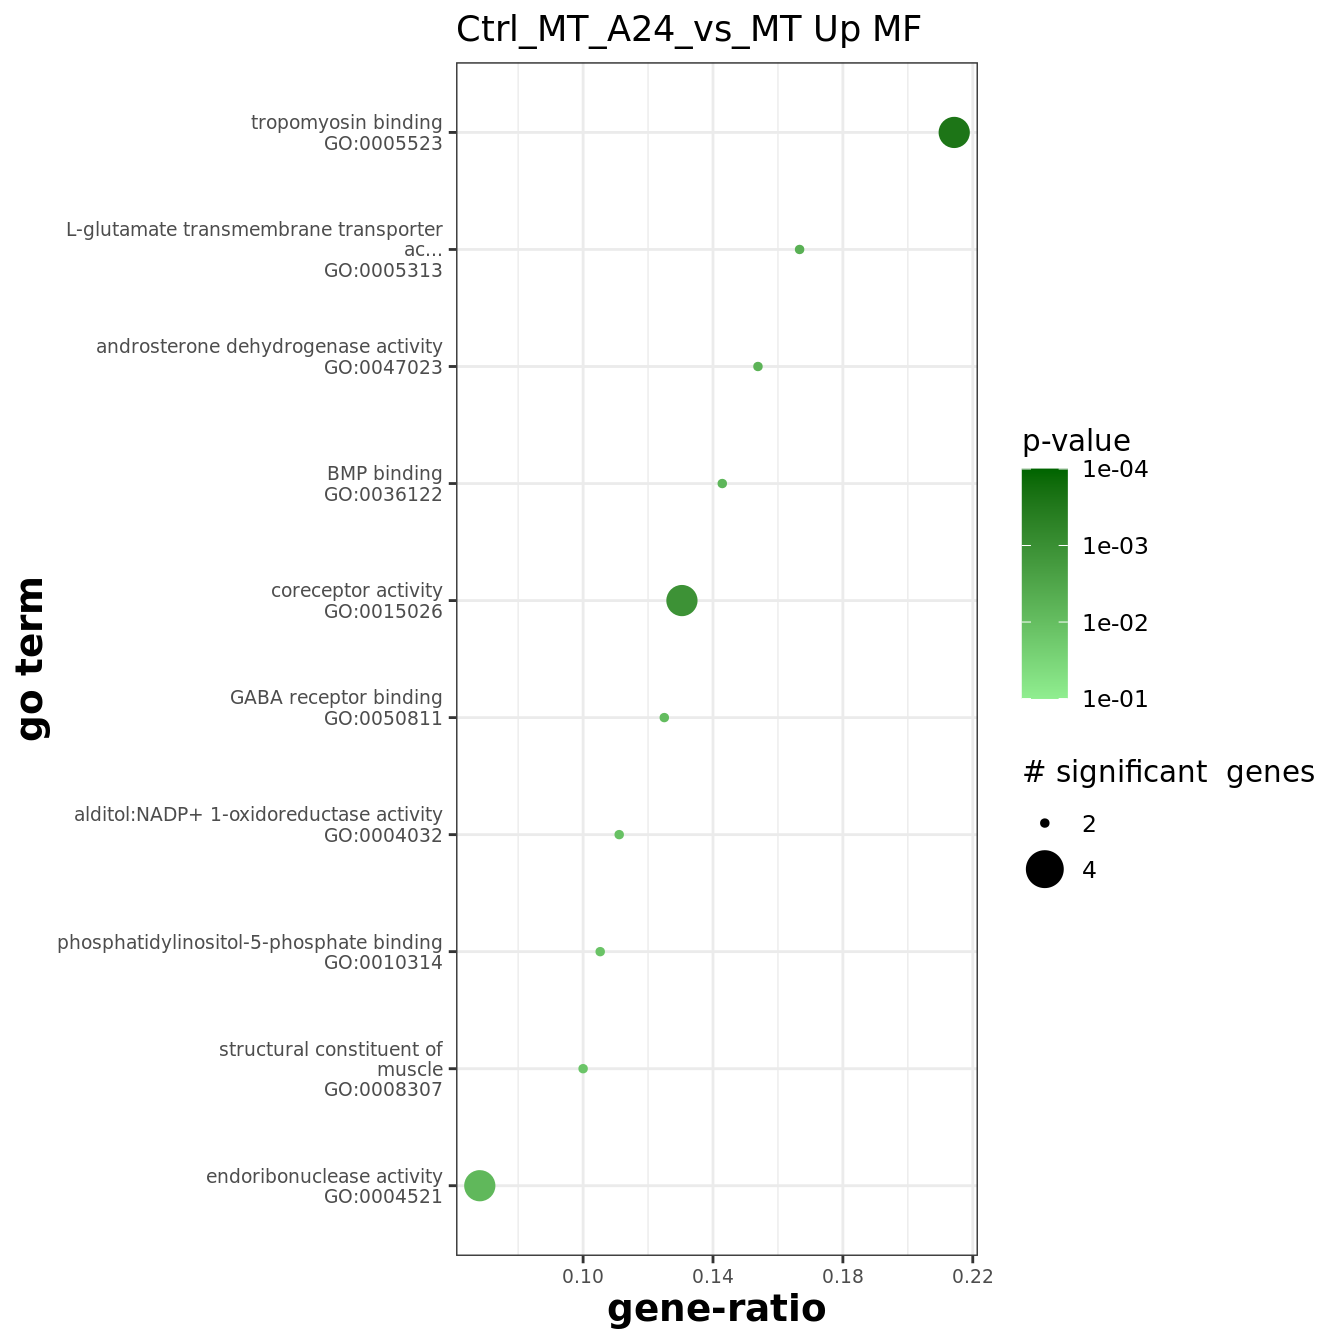 Ctrl_MT_A24_vs_MT Up MF
tropomyosin binding
GO:0005523
L-glutamate transmembrane transporter
ac...
GO:0005313
androsterone dehydrogenase activity
GO:0047023
BMP binding
GO:0036122
coreceptor activity
GO:0015026
GABA receptor binding
GO:0050811
alditol:NADP+ 1-oxidoreductase activity
GO:0004032
phosphatidylinositol-5-phosphate binding
GO:0010314
structural constituent of
muscle
GO:0008307
endoribonuclease activity
GO:0004521
go term
0.10
0.14
0.18
0.22
gene-ratio
p-value
1e-04
1e-03
1e-02
1e-01
# significant  genes
2
4